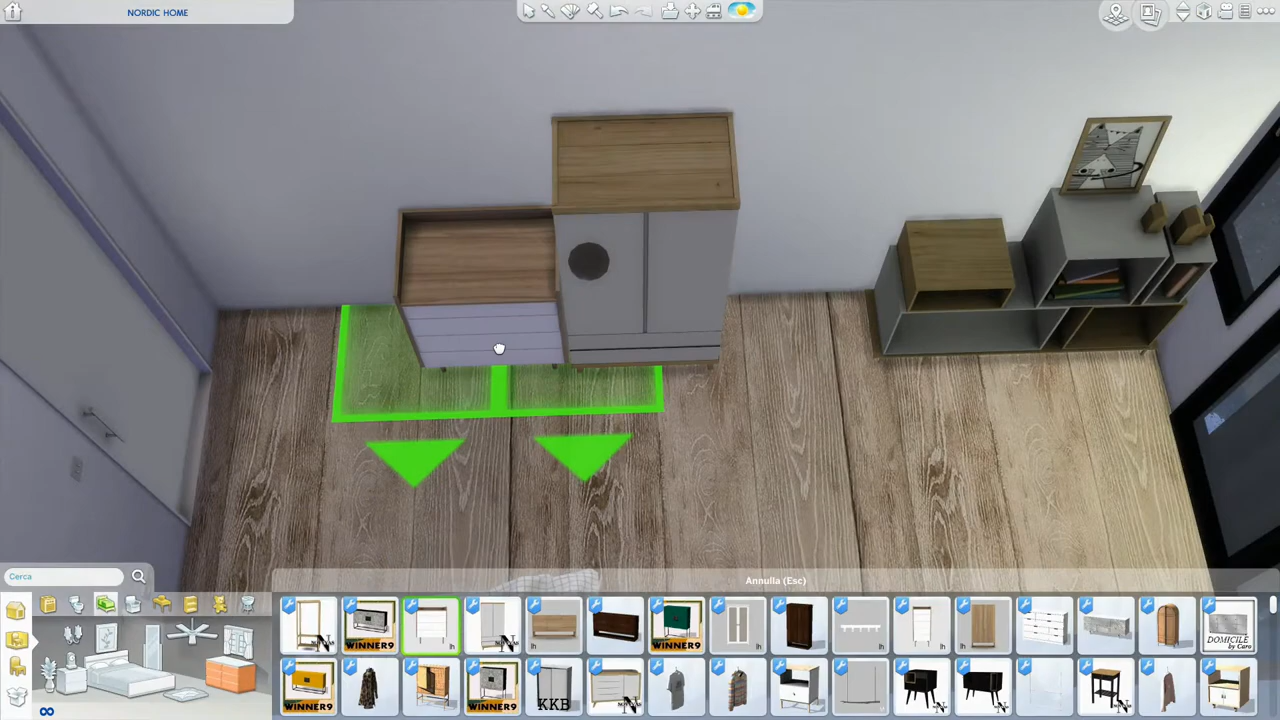 NORDIC HOME
Annulla (Esc)
Cerca
WINNER9
WINNER9
DOMICILE
by Caro
WINNER9
WINNER9
KKB